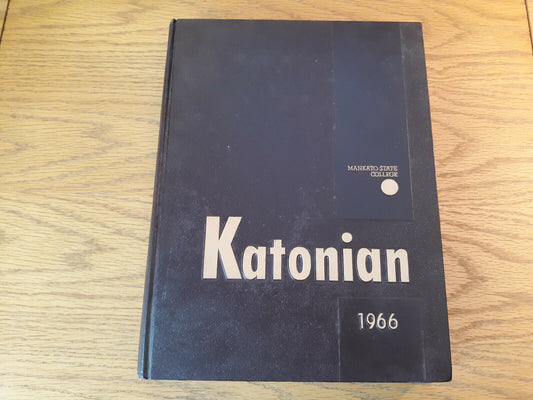 MANKATO STATE
COLLEGE
Katonian
1966